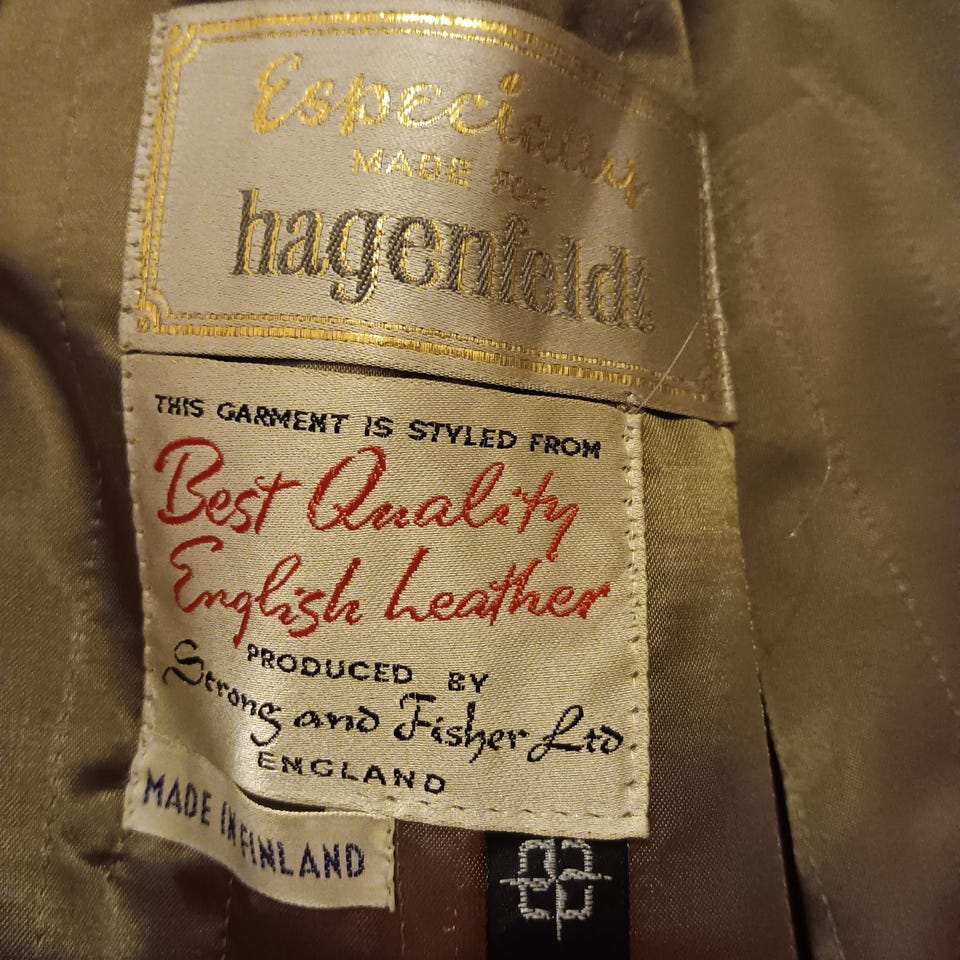 Especially
MADE FOR
hagenfeldt
THIS GARMENT IS STYLED FROM
Best Quality
English Leather
PRODUCED BY
Strong and Fisher Ltd
ENGLAND
MADE IN FINLAND